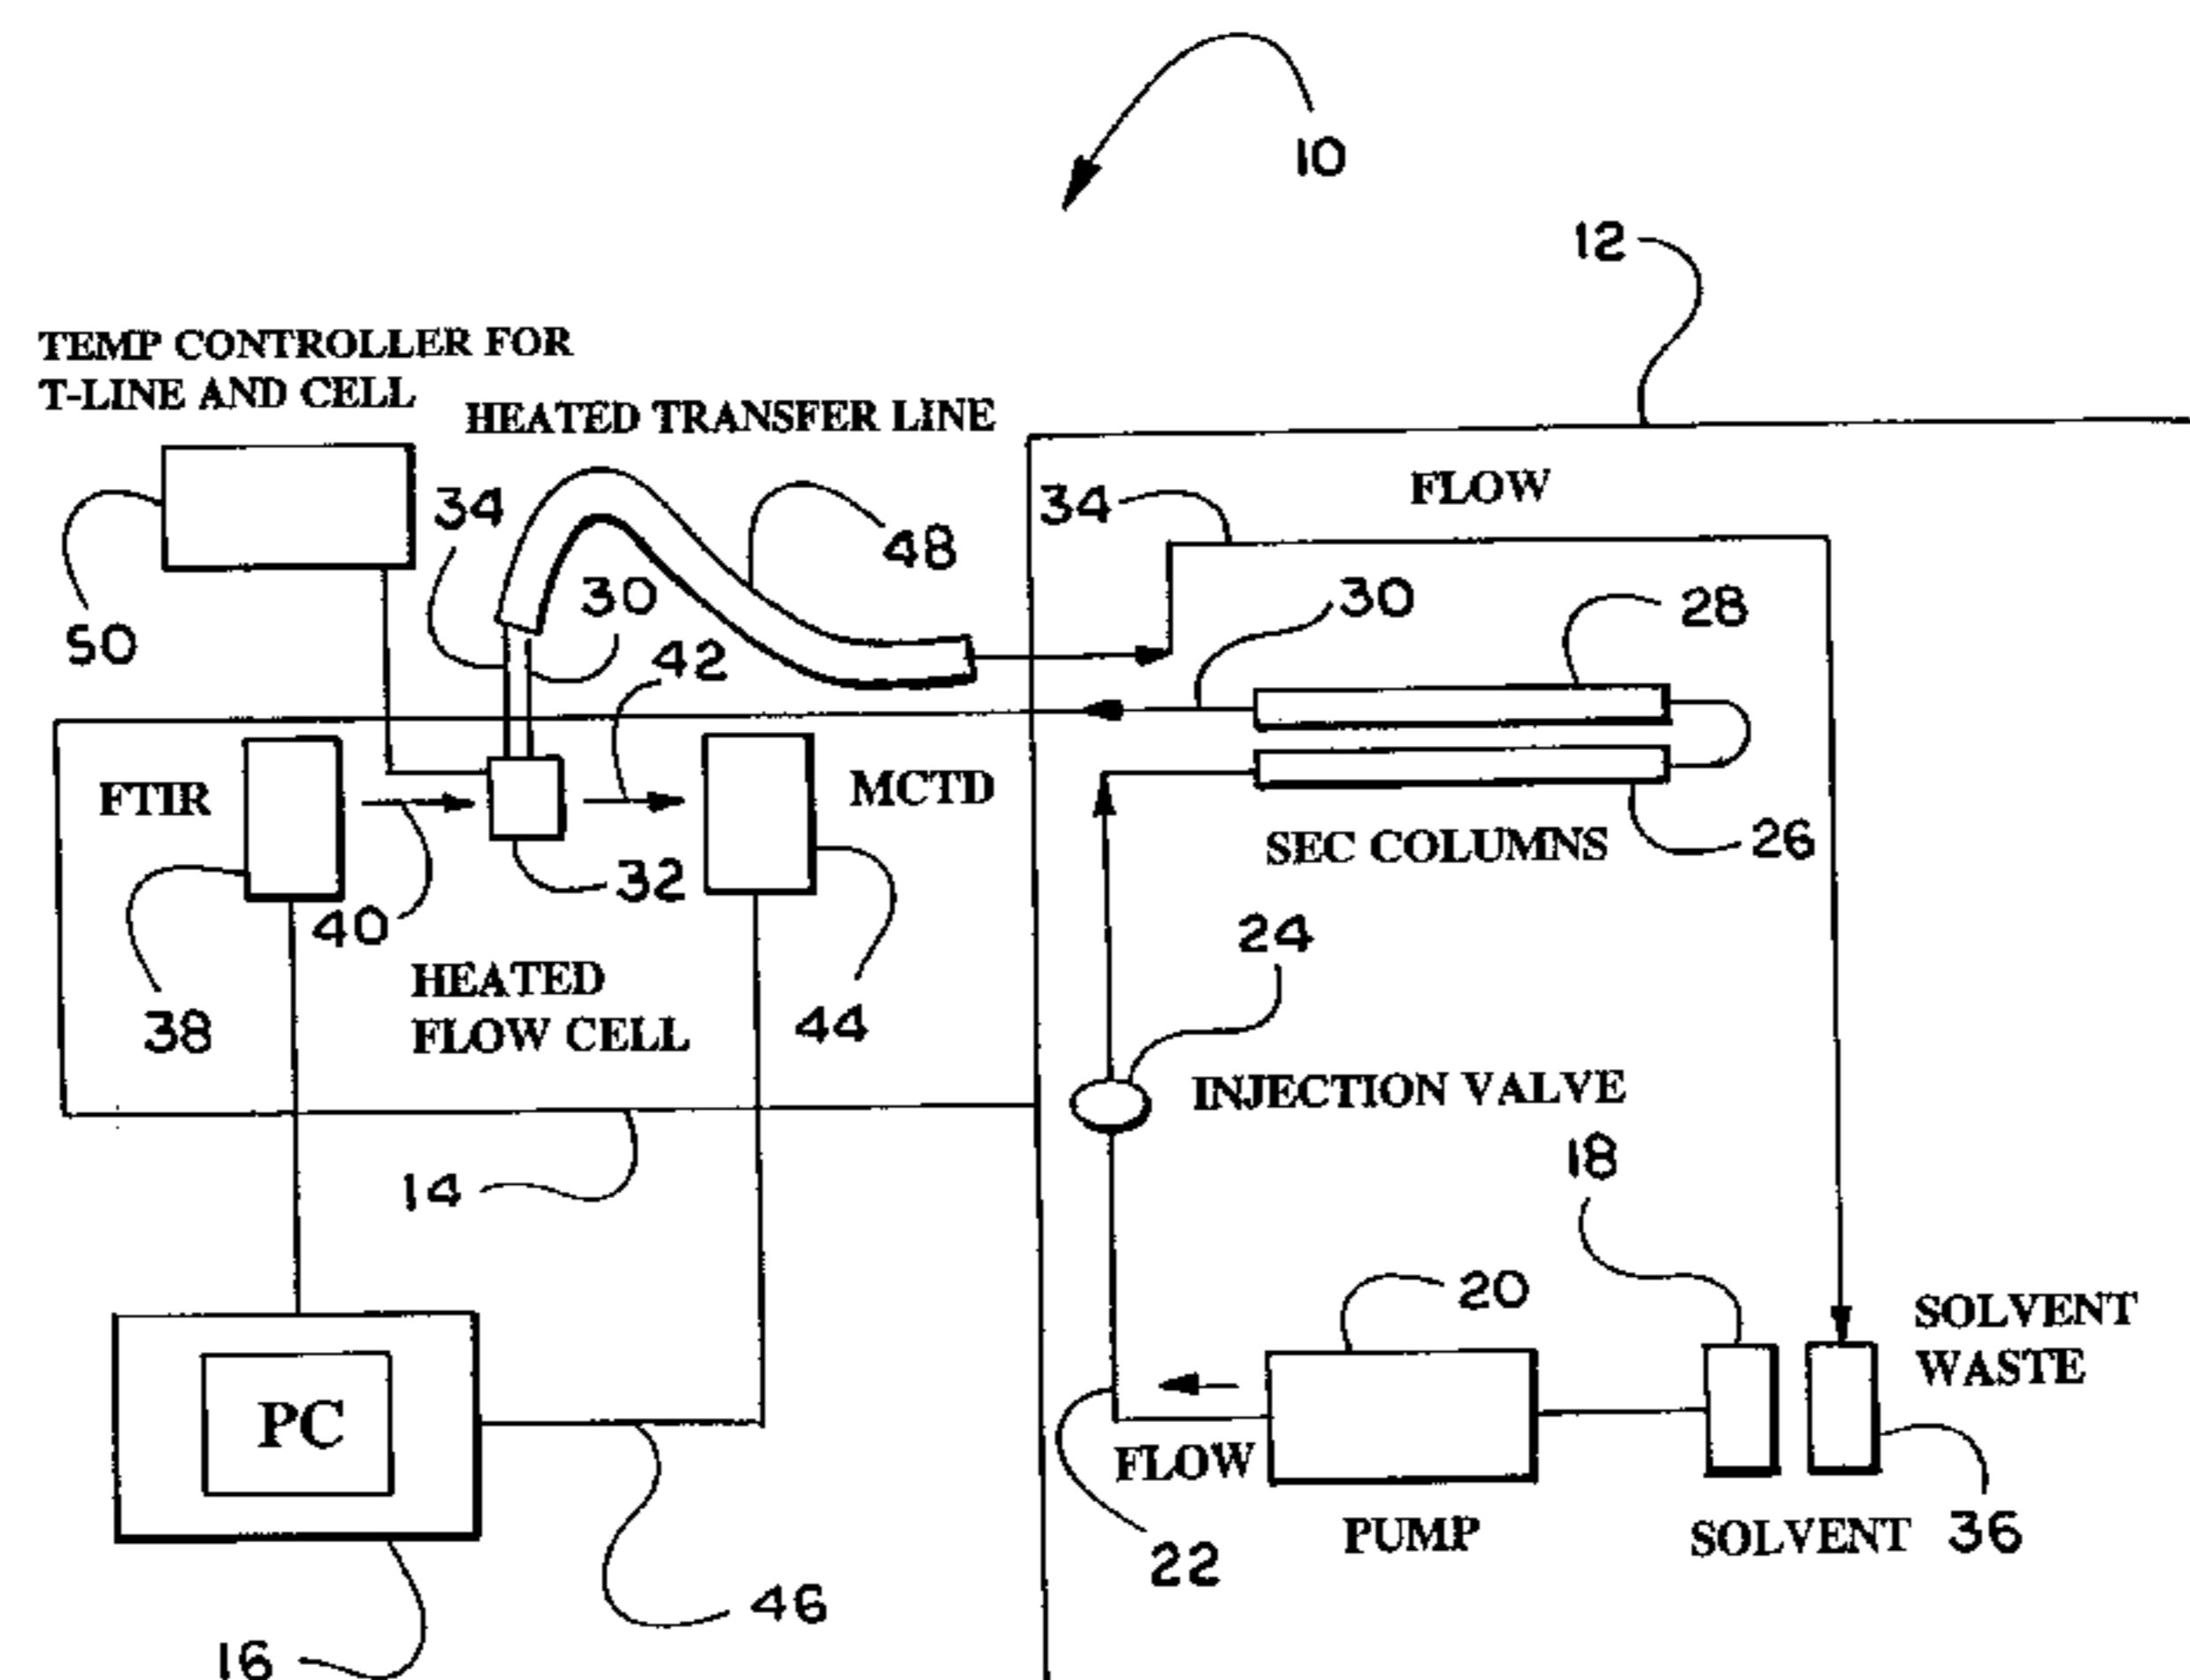 10
12
TEMP CONTROLLER FOR
T-LINE AND CELL
HEATED TRANSFER LINE
FLOW
34
34
48
30
30
28
50
42
FTIR
MCTD
SEC COLUMNS
26
32
40
24
HEATED
FLOW CELL
38
44
INJECTION VALVE
18
14
20
SOLVENT
WASTE
PC
FLOW
PUMP
SOLVENT
36
22
46
16